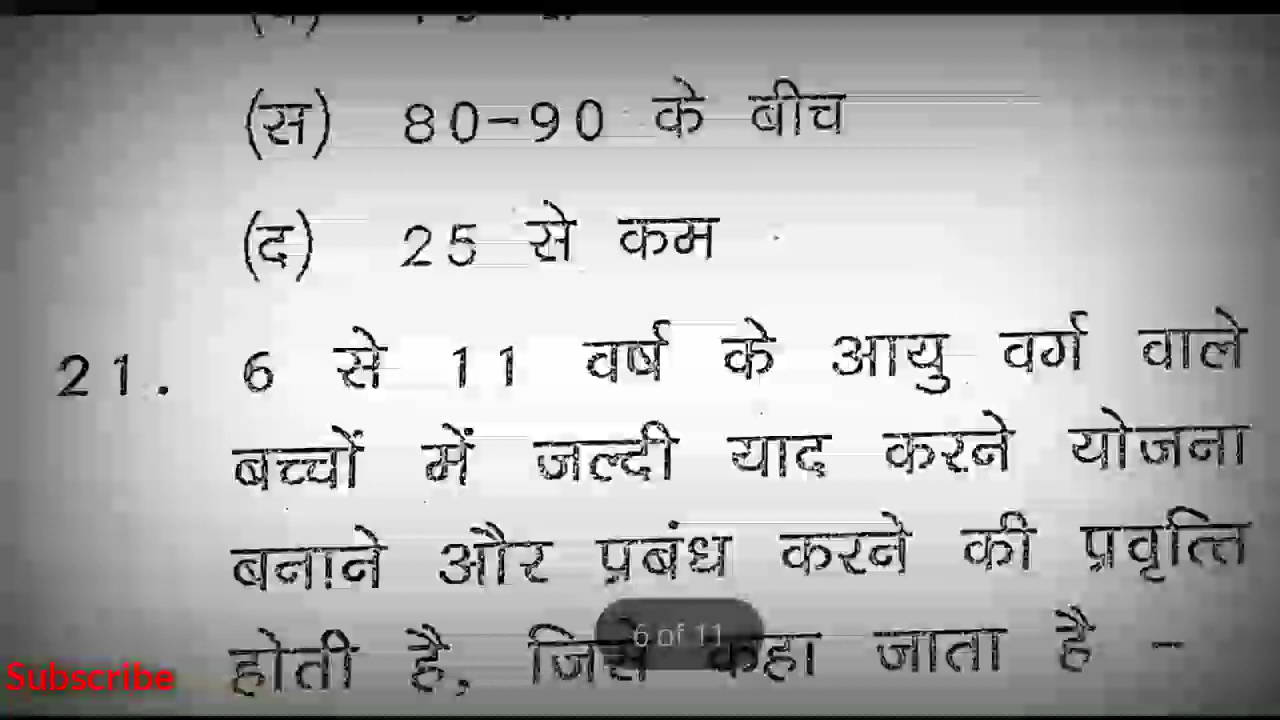 (स) 80-90 के बीच
(द) 25 से कम
21. 6 से 11 वर्ष के आयु वर्ग वाले
बच्चों में जल्दी याद करने योजना
बनाने और प्रबंध करने की प्रवृत्ति
होती है, जिसे कहा जाता है -
6 of 11
Subscribe